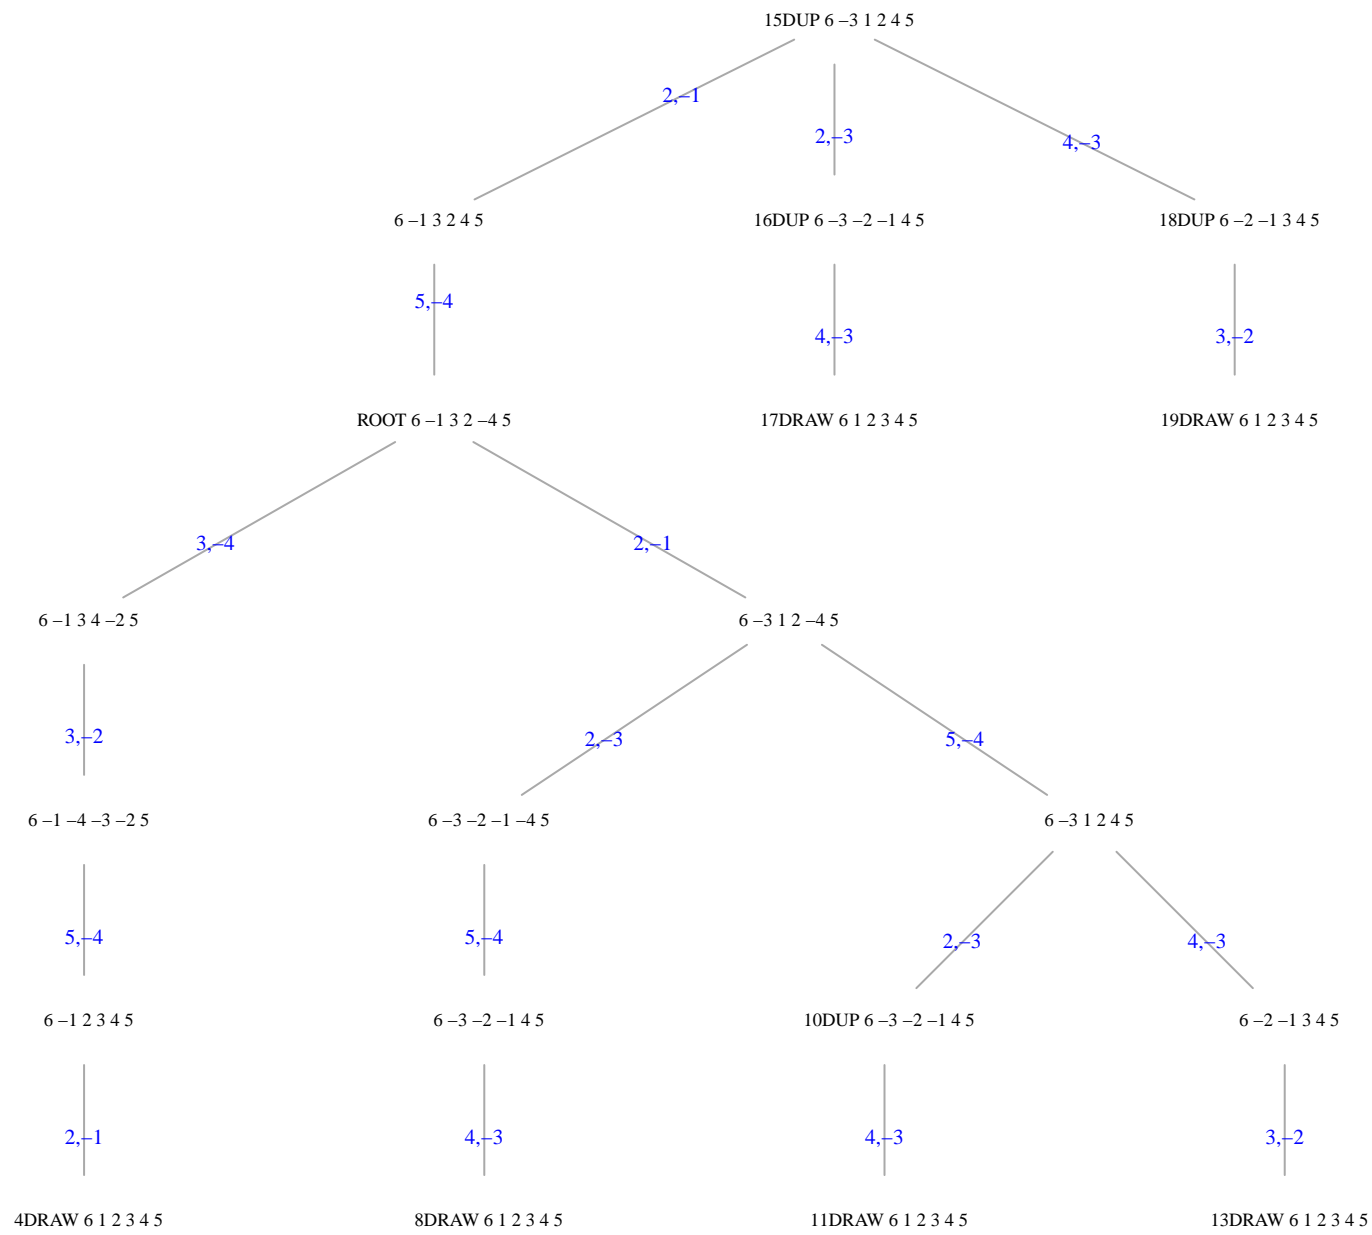 15DUP 6 –3 1 2 4 5
2,–1
2,–3
4,–3
6 –1 3 2 4 5
16DUP 6 –3 –2 –1 4 5
18DUP 6 –2 –1 3 4 5
5,–4
4,–3
3,–2
ROOT 6 –1 3 2 –4 5
17DRAW 6 1 2 3 4 5
19DRAW 6 1 2 3 4 5
3,–4
2,–1
6 –1 3 4 –2 5
6 –3 1 2 –4 5
3,–2
2,–3
5,–4
6 –1 –4 –3 –2 5
6 –3 –2 –1 –4 5
6 –3 1 2 4 5
5,–4
5,–4
2,–3
4,–3
6 –1 2 3 4 5
6 –3 –2 –1 4 5
10DUP 6 –3 –2 –1 4 5
6 –2 –1 3 4 5
2,–1
4,–3
4,–3
3,–2
4DRAW 6 1 2 3 4 5
8DRAW 6 1 2 3 4 5
11DRAW 6 1 2 3 4 5
13DRAW 6 1 2 3 4 5